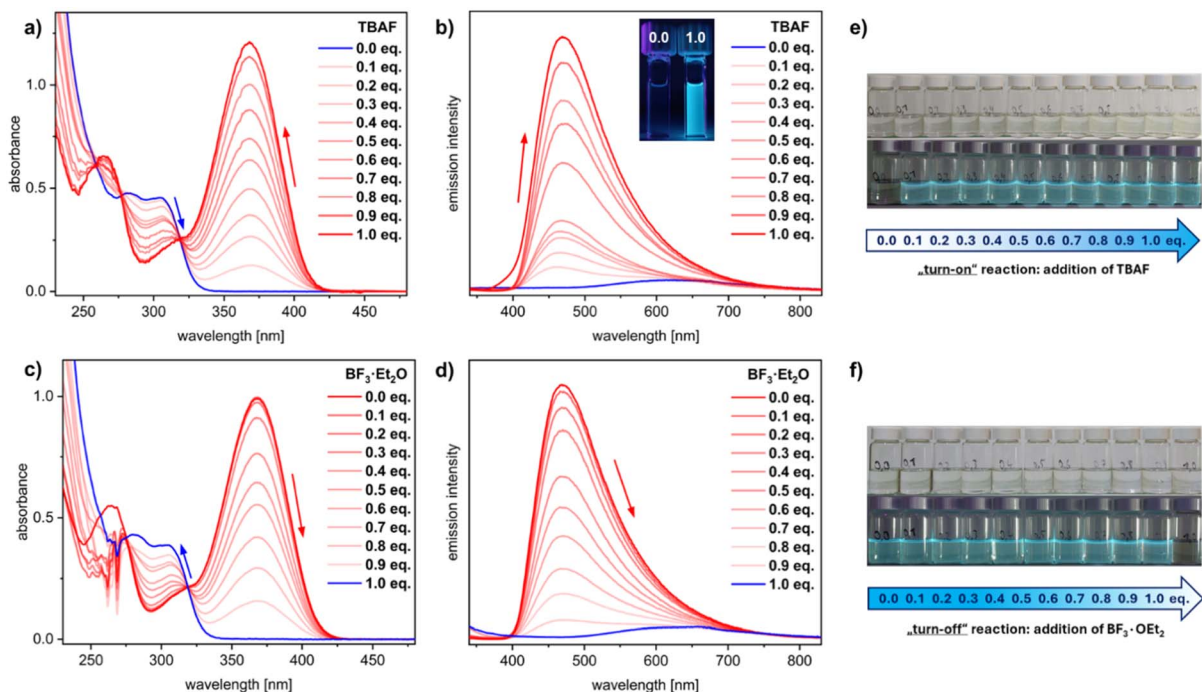 a)
TBAF
0.0 eq.
0.1 eq.
0.2 eq.
0.3 eq.
0.4 eq.
0.5 eq.
0.6 eq.
0.7 eq.
0.8 eq.
0.9 eq.
1.0 eq.
absorbance
1.0
0.5
0.0
250 300 350 400 450
wavelength [nm]
b)
TBAF
0.0 1.0
0.0 eq.
0.1 eq.
0.2 eq.
0.3 eq.
0.4 eq.
0.5 eq.
0.6 eq.
0.7 eq.
0.8 eq.
0.9 eq.
1.0 eq.
emission intensity
400 500 600 700 800
wavelength [nm]
e)
0.0 0.1 0.2 0.3 0.4 0.5 0.6 0.7 0.8 0.9 1.0 eq.
„turn-on“ reaction: addition of TBAF
c)
BF₃·Et₂O
0.0 eq.
0.1 eq.
0.2 eq.
0.3 eq.
0.4 eq.
0.5 eq.
0.6 eq.
0.7 eq.
0.8 eq.
0.9 eq.
1.0 eq.
absorbance
1.0
0.5
0.0
250 300 350 400 450
wavelength [nm]
d)
BF₃·Et₂O
0.0 eq.
0.1 eq.
0.2 eq.
0.3 eq.
0.4 eq.
0.5 eq.
0.6 eq.
0.7 eq.
0.8 eq.
0.9 eq.
1.0 eq.
emission intensity
400 500 600 700 800
wavelength [nm]
f)
0.0 0.1 0.2 0.3 0.4 0.5 0.6 0.7 0.8 0.9 1.0 eq.
„turn-off“ reaction: addition of BF₃·OEt₂